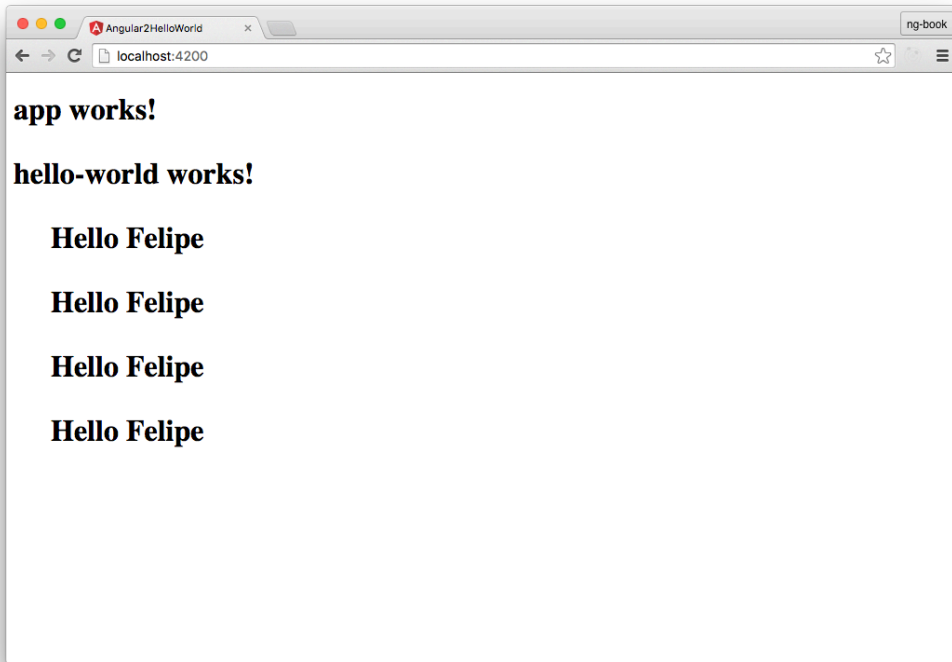 Angular2HelloWorld
ng-book
localhost:4200
app works!
hello-world works!
Hello Felipe
Hello Felipe
Hello Felipe
Hello Felipe